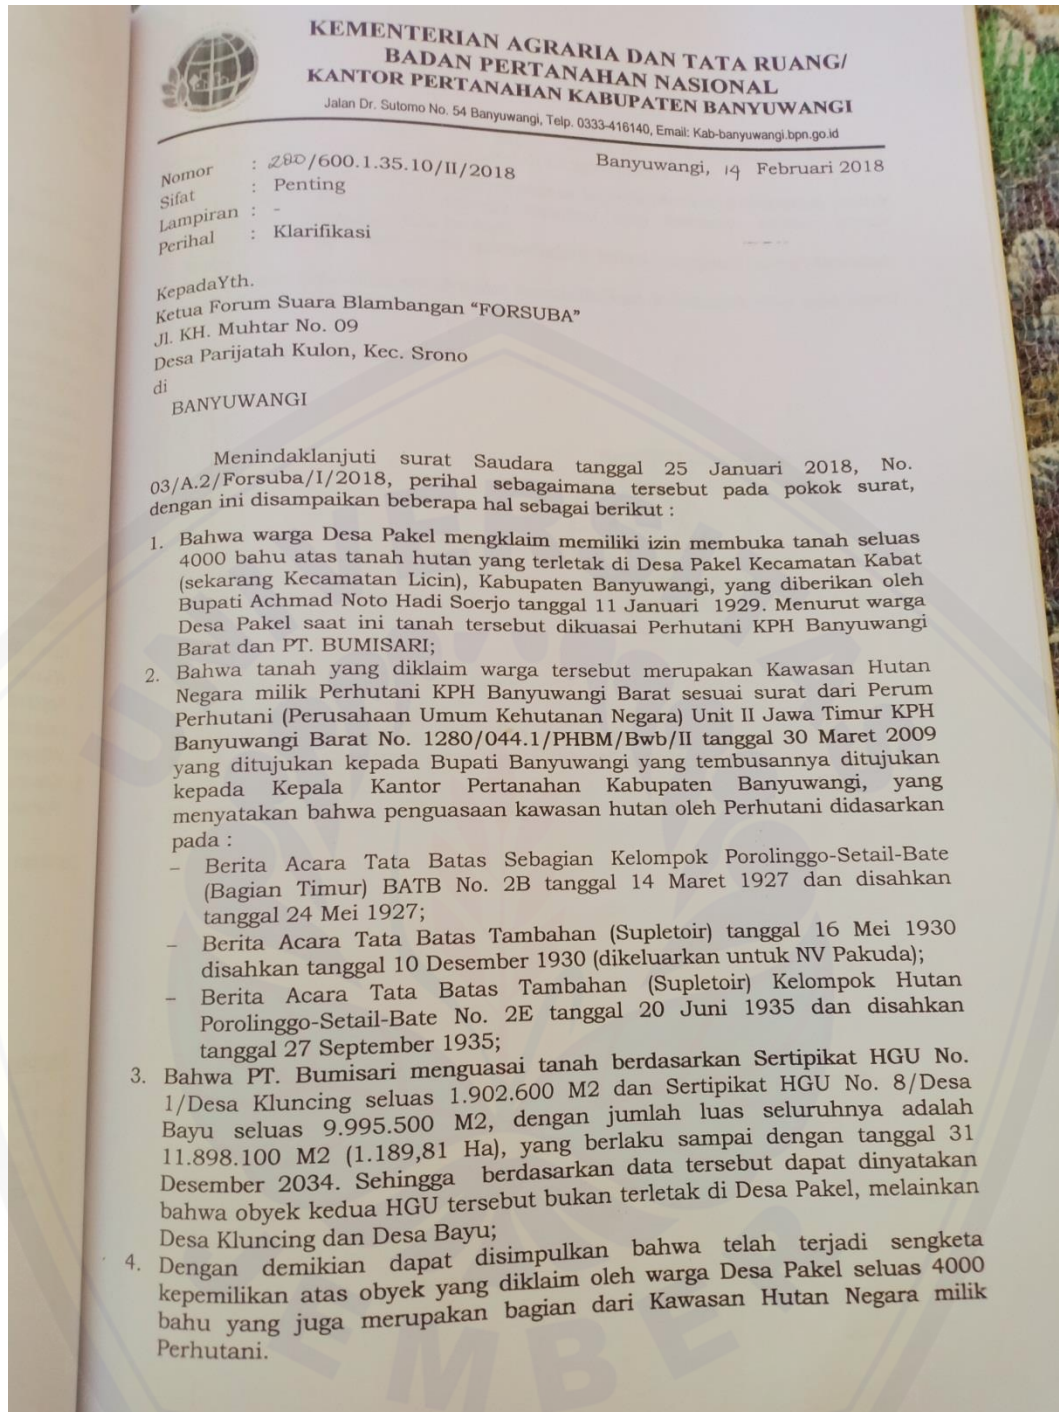 KEMENTERIAN AGRARIA DAN TATA RUANG/
BADAN PERTANAHAN NASIONAL
KANTOR PERTANAHAN KABUPATEN BANYUWANGI
Jalan Dr. Sutomo No. 54 Banyuwangi, Telp. 0333-416140, Email: Kab-banyuwangi.bpn.go.id
Nomor : 280/600.1.35.10/II/2018 Banyuwangi, 19 Februari 2018
Sifat : Penting
Lampiran : -
Perihal : Klarifikasi
KepadaYth.
Ketua Forum Suara Blambangan “FORSUBA”
Jl. KH. Muhtar No. 09
Desa Parijatah Kulon, Kec. Srono
di
BANYUWANGI
Menindaklanjuti surat Saudara tanggal 25 Januari 2018, No.
03/A.2/Forsuba/I/2018, perihal sebagaimana tersebut pada pokok surat,
dengan ini disampaikan beberapa hal sebagai berikut :
1. Bahwa warga Desa Pakel mengklaim memiliki izin membuka tanah seluas
4000 bahu atas tanah hutan yang terletak di Desa Pakel Kecamatan Kabat
(sekarang Kecamatan Licin), Kabupaten Banyuwangi, yang diberikan oleh
Bupati Achmad Noto Hadi Soerjo tanggal 11 Januari 1929. Menurut warga
Desa Pakel saat ini tanah tersebut dikuasai Perhutani KPH Banyuwangi
Barat dan PT. BUMISARI;
2. Bahwa tanah yang diklaim warga tersebut merupakan Kawasan Hutan
Negara milik Perhutani KPH Banyuwangi Barat sesuai surat dari Perum
Perhutani (Perusahaan Umum Kehutanan Negara) Unit II Jawa Timur KPH
Banyuwangi Barat No. 1280/044.1/PHBM/Bwb/II tanggal 30 Maret 2009
yang ditujukan kepada Bupati Banyuwangi yang tembusannya ditujukan
kepada Kepala Kantor Pertanahan Kabupaten Banyuwangi, yang
menyatakan bahwa penguasaan kawasan hutan oleh Perhutani didasarkan
pada :
– Berita Acara Tata Batas Sebagian Kelompok Porolinggo-Setail-Bate
(Bagian Timur) BATB No. 2B tanggal 14 Maret 1927 dan disahkan
tanggal 24 Mei 1927;
– Berita Acara Tata Batas Tambahan (Supletoir) tanggal 16 Mei 1930
disahkan tanggal 10 Desember 1930 (dikeluarkan untuk NV Pakuda);
– Berita Acara Tata Batas Tambahan (Supletoir) Kelompok Hutan
Porolinggo-Setail-Bate No. 2E tanggal 20 Juni 1935 dan disahkan
tanggal 27 September 1935;
3. Bahwa PT. Bumisari menguasai tanah berdasarkan Sertipikat HGU No.
1/Desa Kluncing seluas 1.902.600 M2 dan Sertipikat HGU No. 8/Desa
Bayu seluas 9.995.500 M2, dengan jumlah luas seluruhnya adalah
11.898.100 M2 (1.189,81 Ha), yang berlaku sampai dengan tanggal 31
Desember 2034. Sehingga berdasarkan data tersebut dapat dinyatakan
bahwa obyek kedua HGU tersebut bukan terletak di Desa Pakel, melainkan
Desa Kluncing dan Desa Bayu;
4. Dengan demikian dapat disimpulkan bahwa telah terjadi sengketa
kepemilikan atas obyek yang diklaim oleh warga Desa Pakel seluas 4000
bahu yang juga merupakan bagian dari Kawasan Hutan Negara milik
Perhutani.